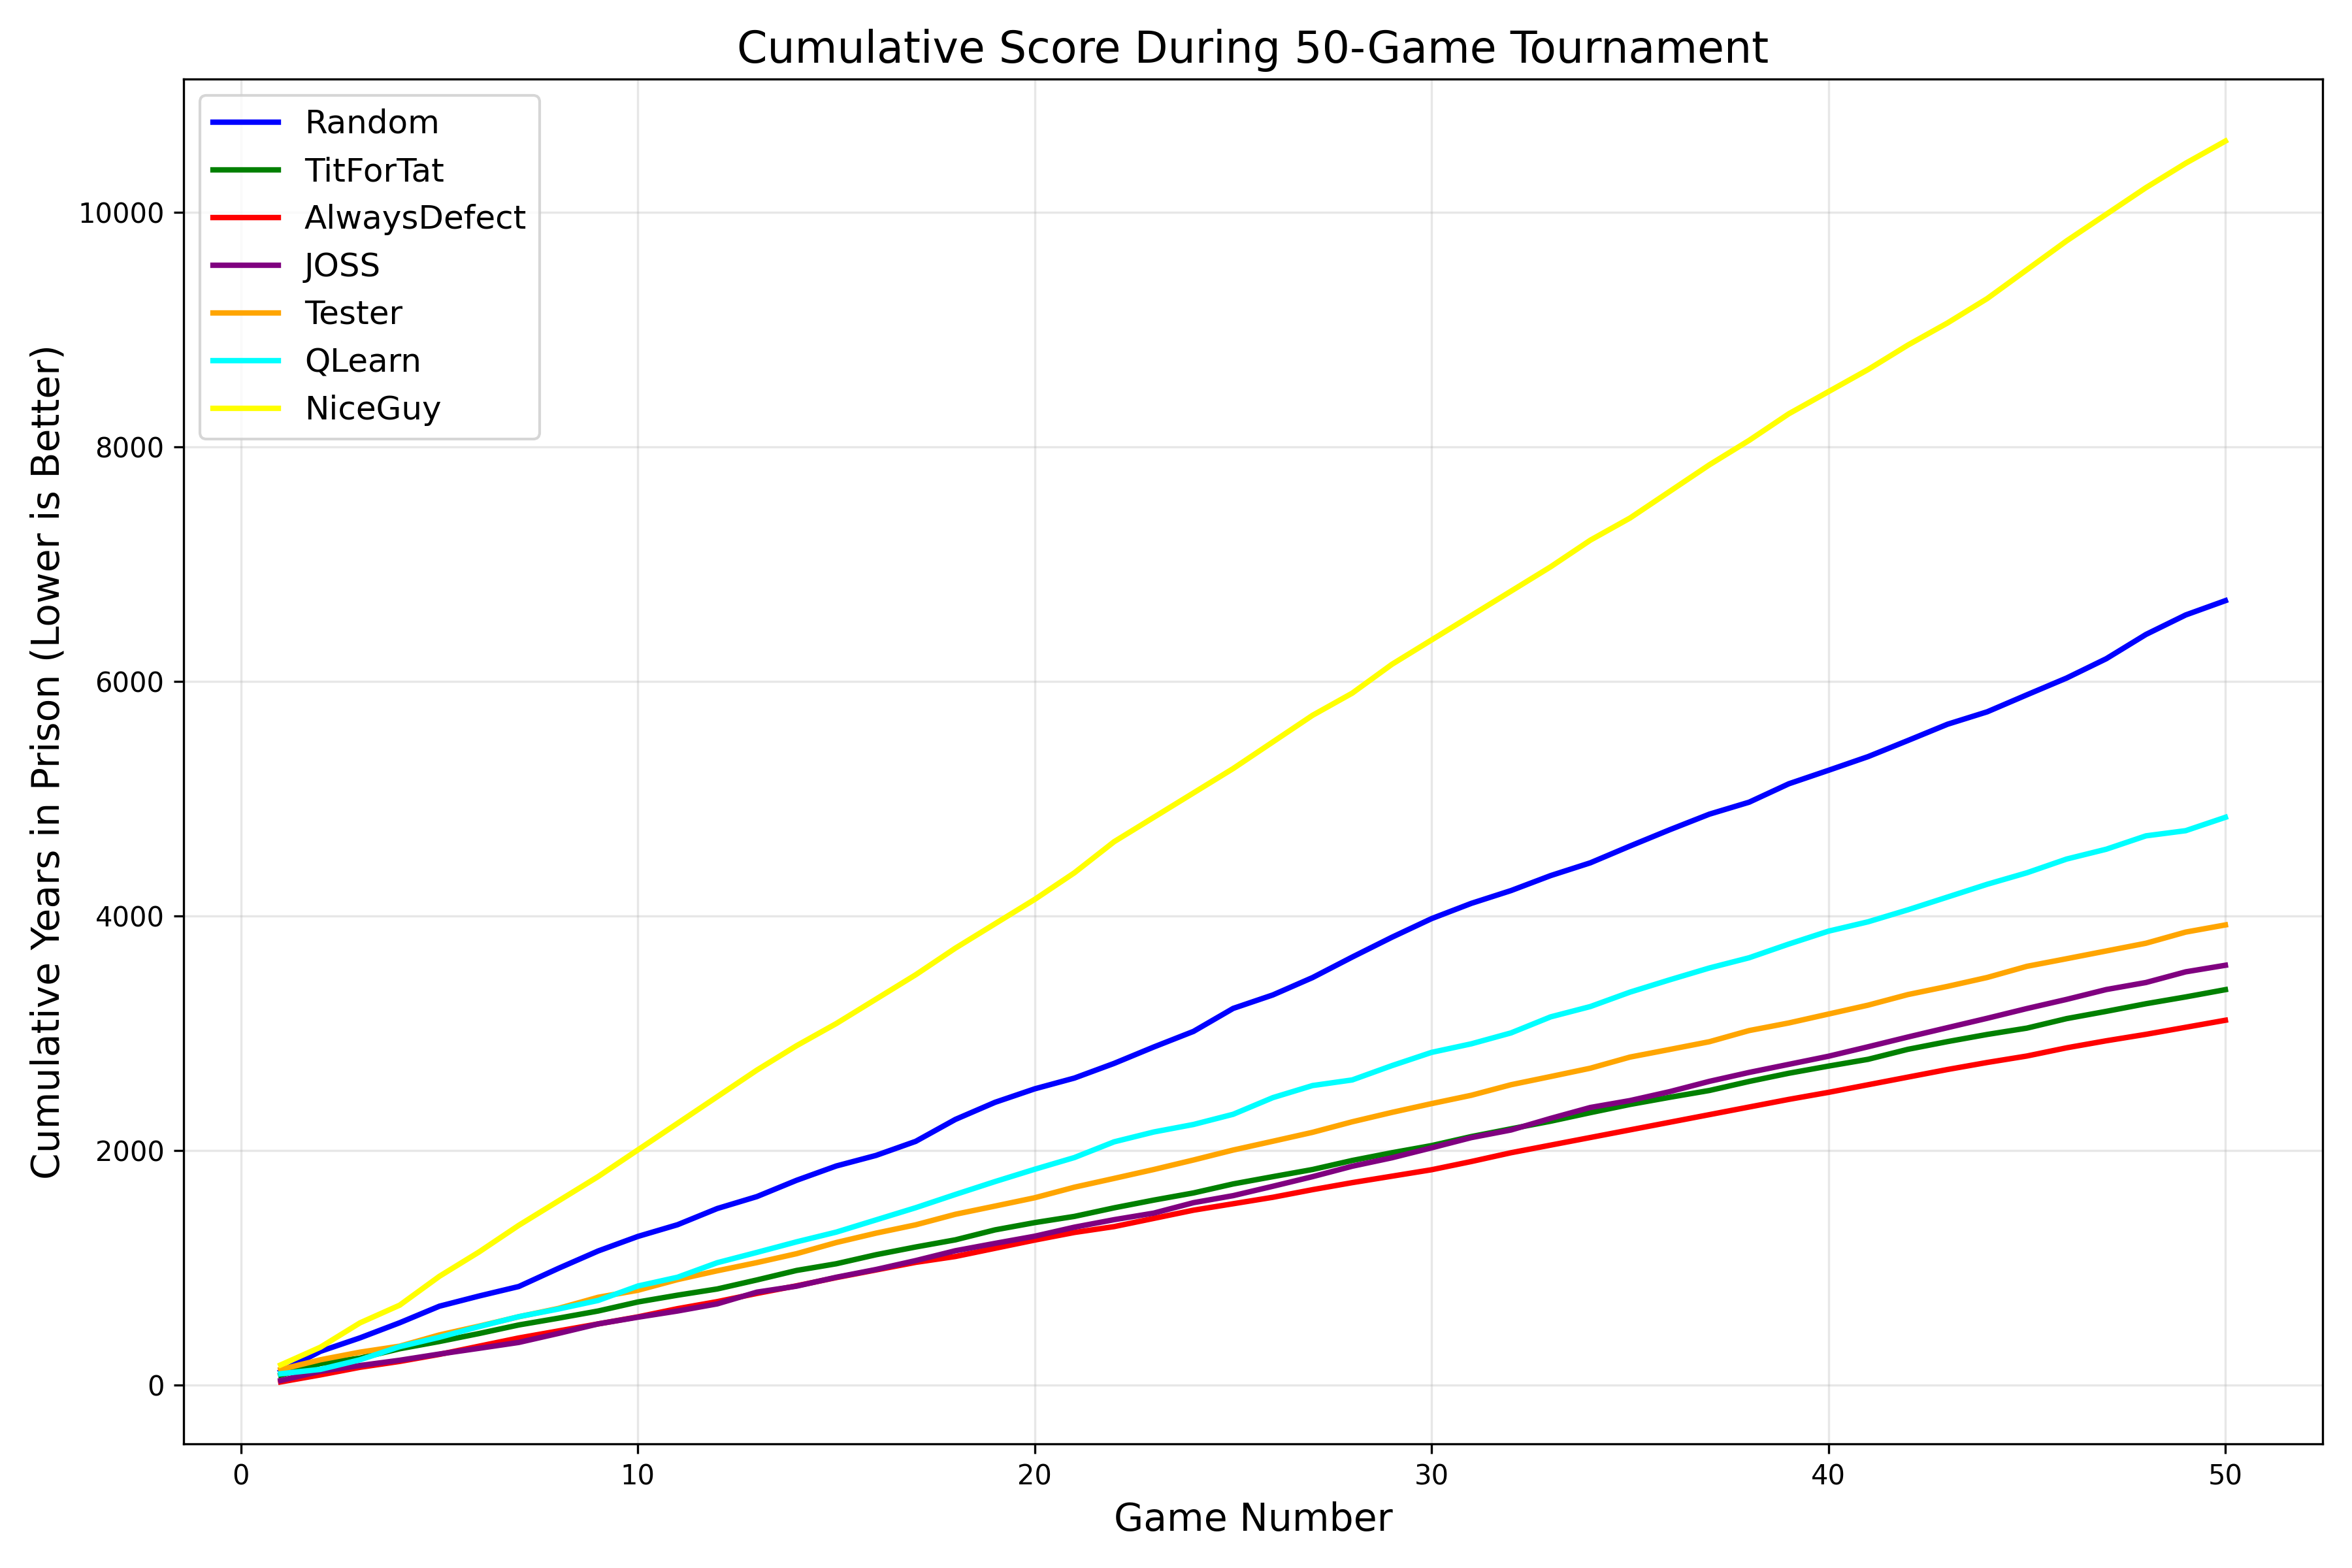 Cumulative Score During 50-Game Tournament
Random
TitForTat
AlwaysDefect
JOSS
Tester
QLearn
NiceGuy
Cumulative Years in Prison (Lower is Better)
10000
8000
6000
4000
2000
0
0 10 20 30 40 50
Game Number